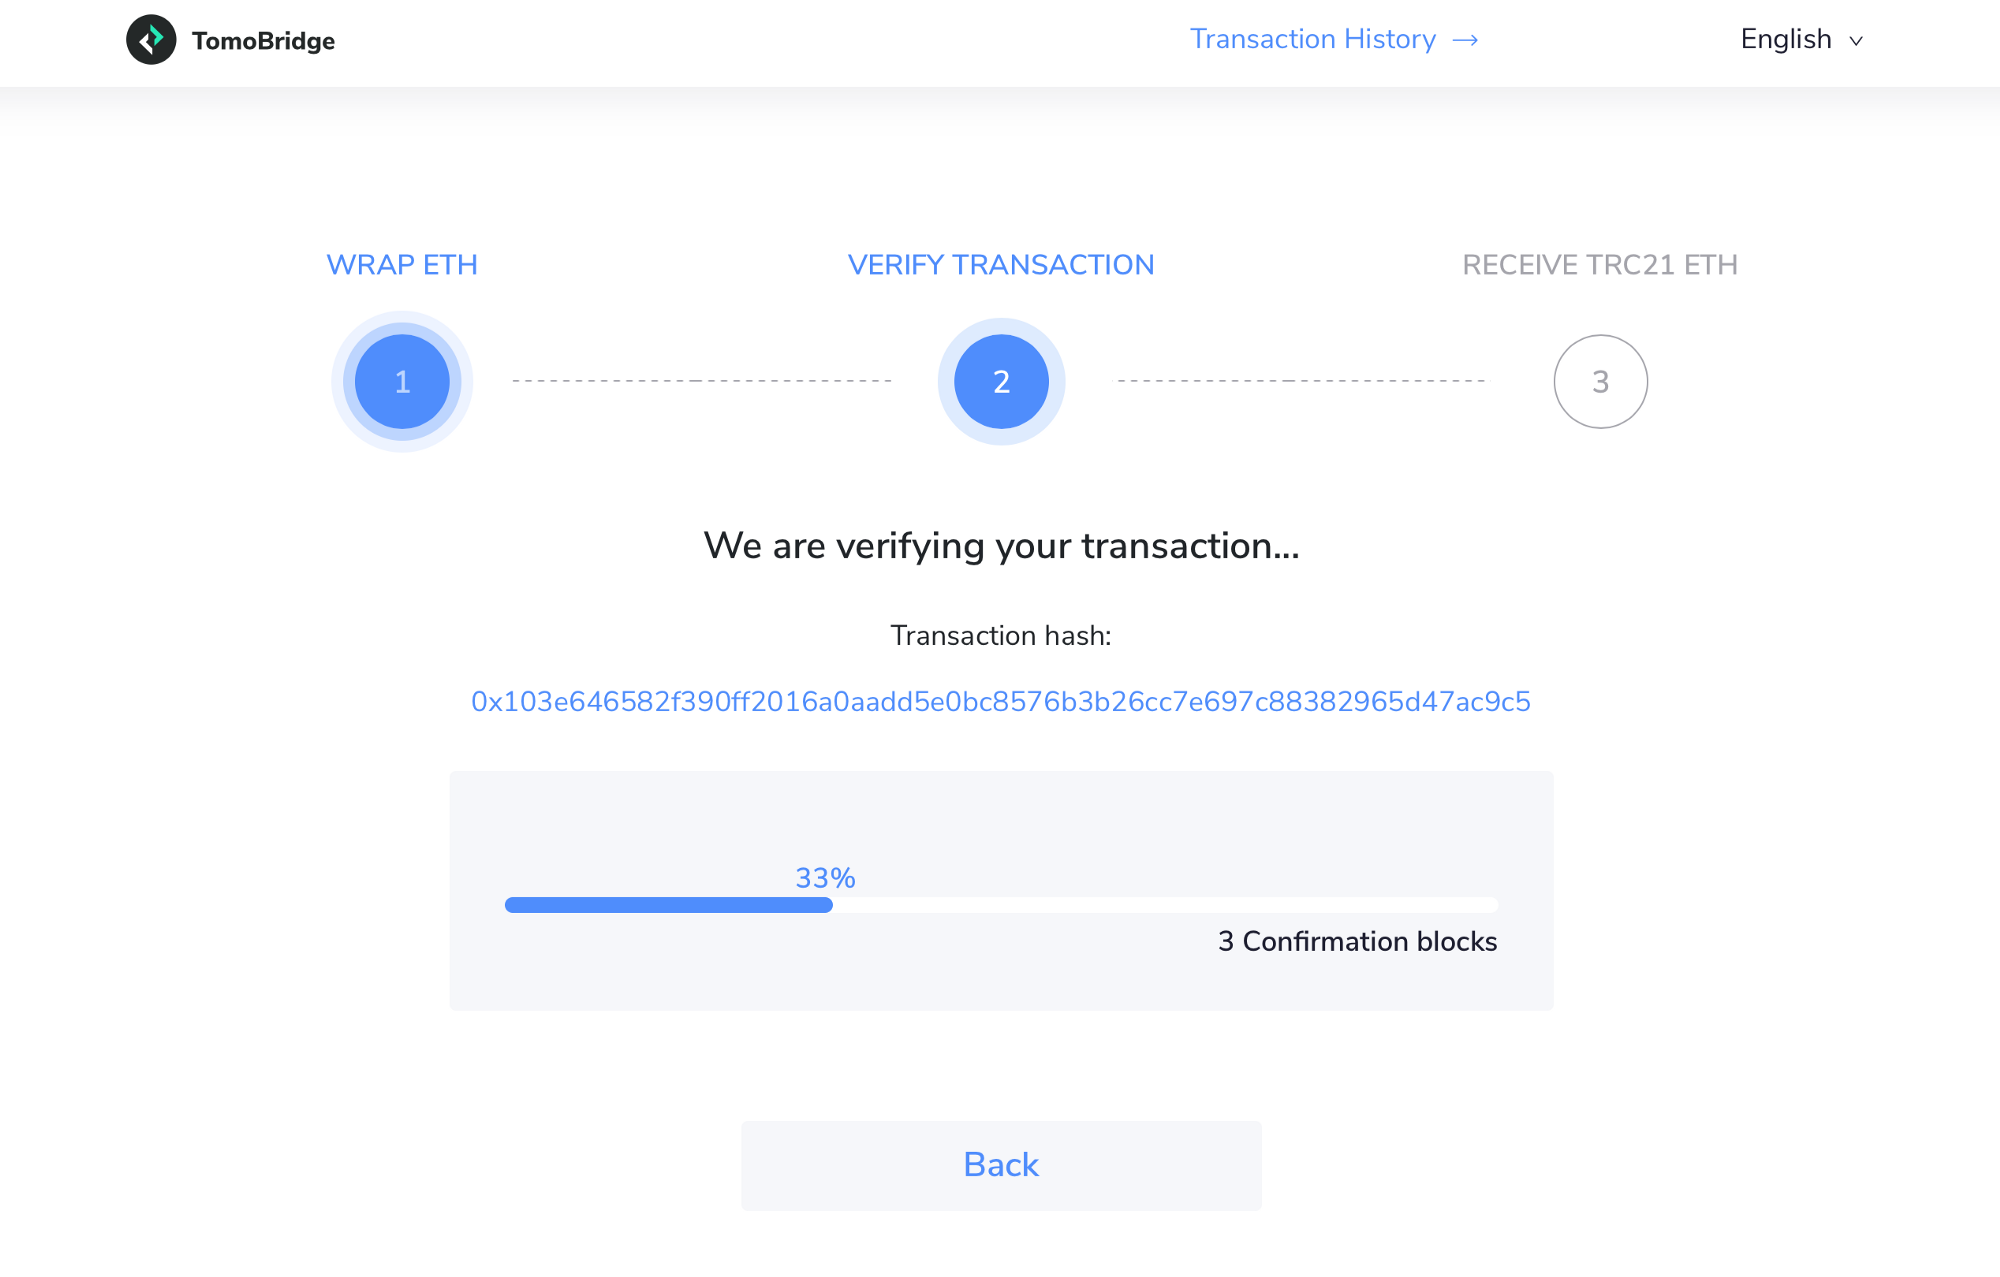 TomoBridge
Transaction History
English
WRAP ETH
VERIFY TRANSACTION
RECEIVE TRC21 ETH
1
2
3
We are verifying your transaction...
Transaction hash:
0x103e646582f390ff2016a0aadd5e0bc8576b3b26cc7e697c88382965d47ac9c5
33%
3 Confirmation blocks
Back